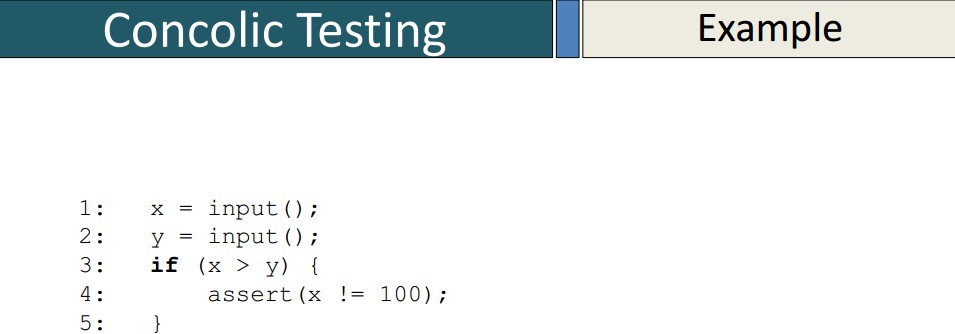 Concolic Testing
Example
1: x = input();
2: y = input();
3: if (x > y) {
4: assert(x != 100);
5: }